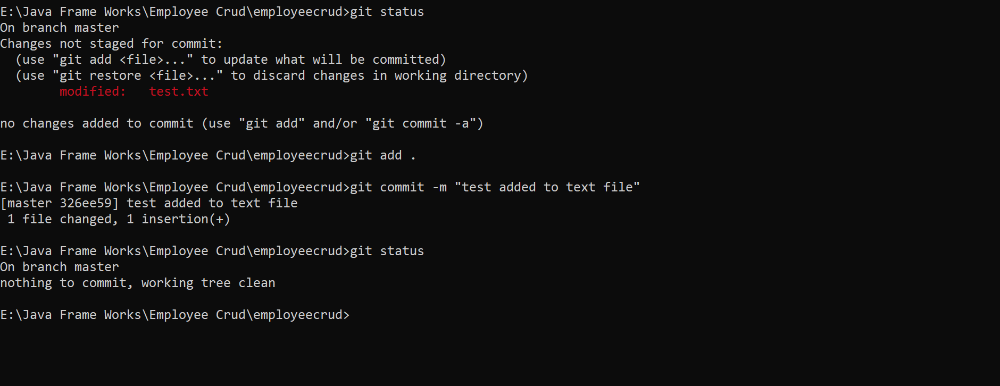 E:\Java Frame Works\Employee Crud\employeecrud>git status
On branch master
Changes not staged for commit:
  (use "git add <file>..." to update what will be committed)
  (use "git restore <file>..." to discard changes in working directory)
        modified:   test.txt

no changes added to commit (use "git add" and/or "git commit -a")

E:\Java Frame Works\Employee Crud\employeecrud>git add .

E:\Java Frame Works\Employee Crud\employeecrud>git commit -m "test added to text file"
[master 326ee59] test added to text file
 1 file changed, 1 insertion(+)

E:\Java Frame Works\Employee Crud\employeecrud>git status
On branch master
nothing to commit, working tree clean

E:\Java Frame Works\Employee Crud\employeecrud>